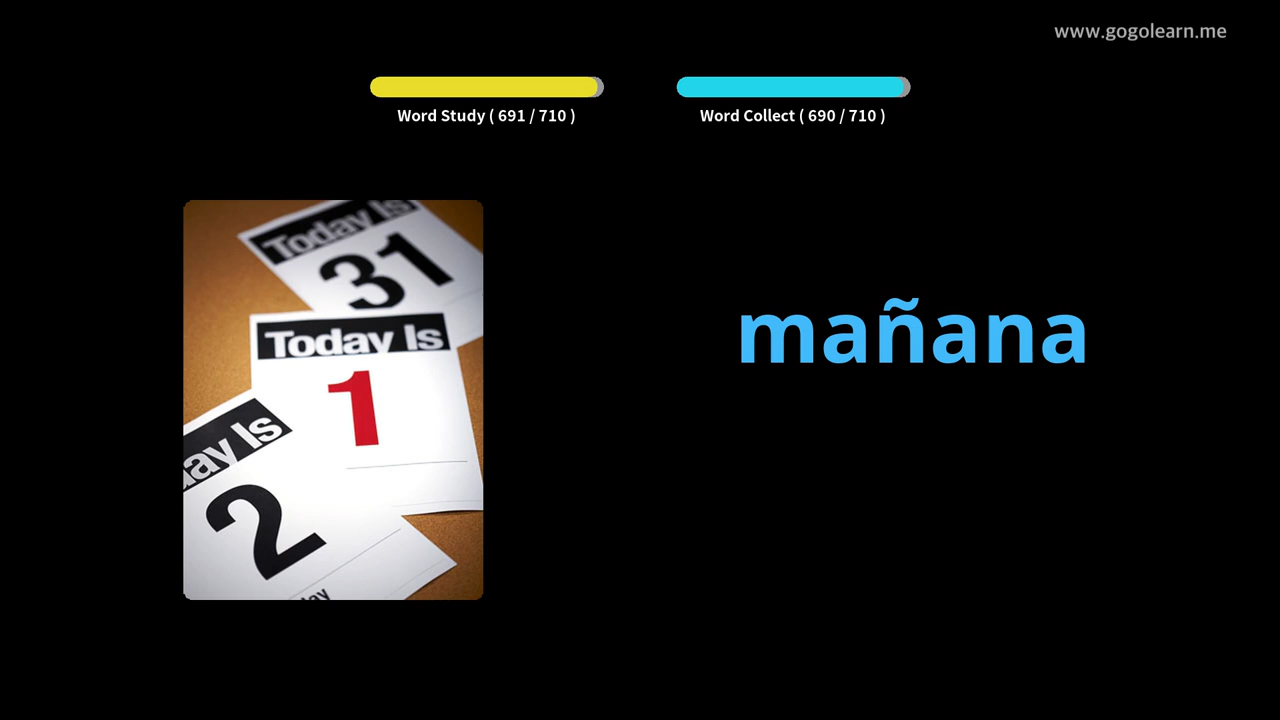 www.gogolearn.me
Word Study ( 691 / 710 )
Word Collect ( 690 / 710 )
Today Is
31
Today Is
1
day Is
2
mañana